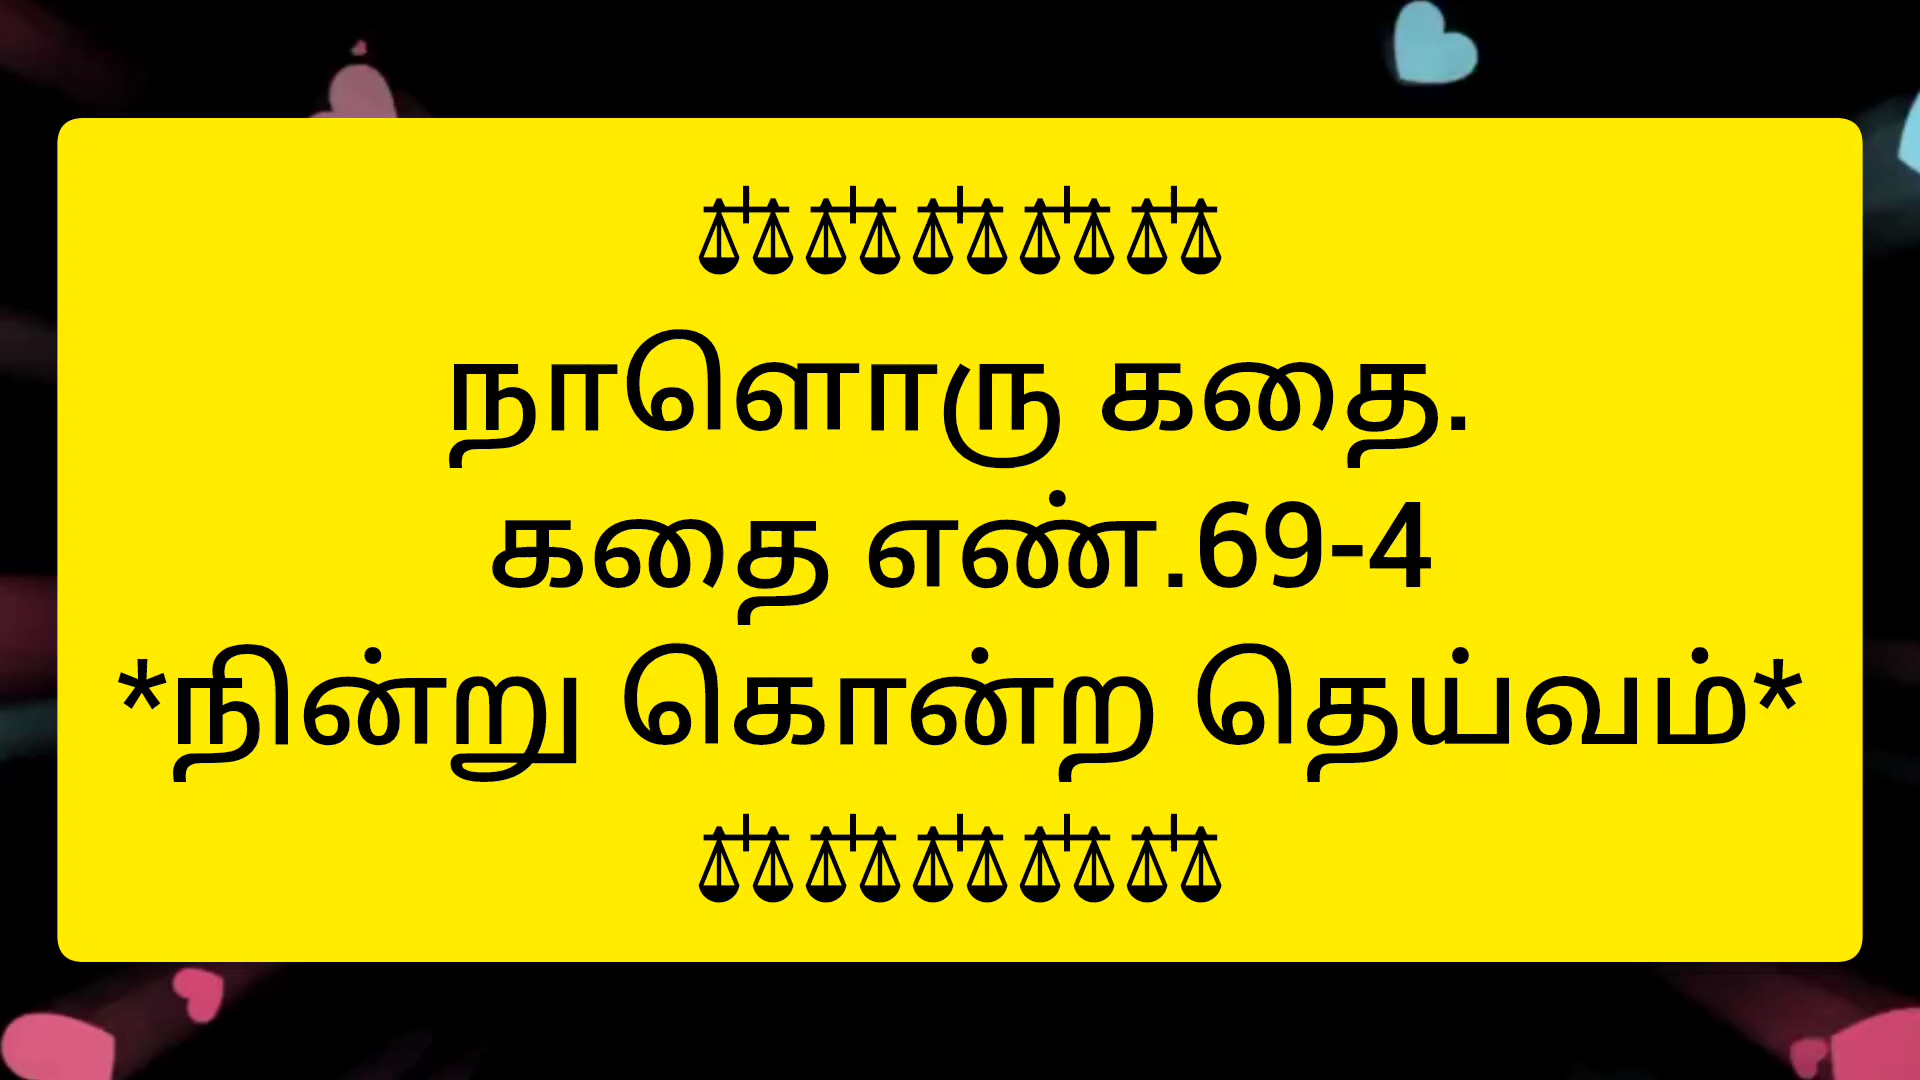 ⚖⚖⚖⚖⚖
நாளொரு கதை.
கதை எண்.69-4
*நின்று கொன்ற தெய்வம்*
⚖⚖⚖⚖⚖